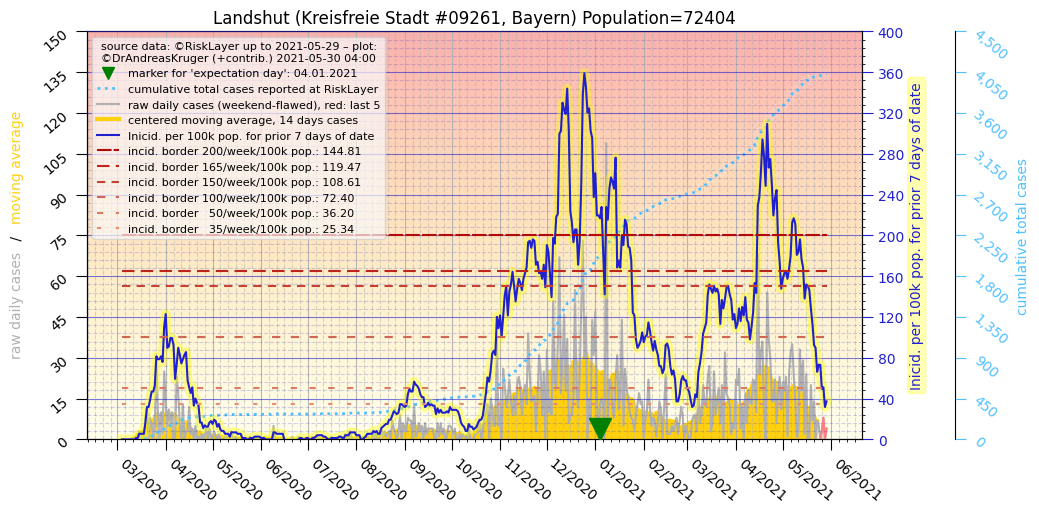 Landshut (Kreisfreie Stadt #09261, Bayern) Population=72404
source data: ©RiskLayer up to 2021-05-29 – plot:
©DrAndreasKruger (+contrib.) 2021-05-30 04:00
marker for 'expectation day': 04.01.2021
cumulative total cases reported at RiskLayer
raw daily cases (weekend-flawed), red: last 5
centered moving average, 14 days cases
Inicid. per 100k pop. for prior 7 days of date
incid. border 200/week/100k pop.: 144.81
incid. border 165/week/100k pop.: 119.47
incid. border 150/week/100k pop.: 108.61
incid. border 100/week/100k pop.: 72.40
incid. border   50/week/100k pop.: 36.20
incid. border   35/week/100k pop.: 25.34
raw daily cases / moving average
150
135
120
105
90
75
60
45
30
15
0
03/2020
04/2020
05/2020
06/2020
07/2020
08/2020
09/2020
10/2020
11/2020
12/2020
01/2021
02/2021
03/2021
04/2021
05/2021
06/2021
400
360
320
280
240
200
160
120
80
40
0
Inicid. per 100k pop. for prior 7 days of date
4,500
4,050
3,600
3,150
2,700
2,250
1,800
1,350
900
450
0
cumulative total cases